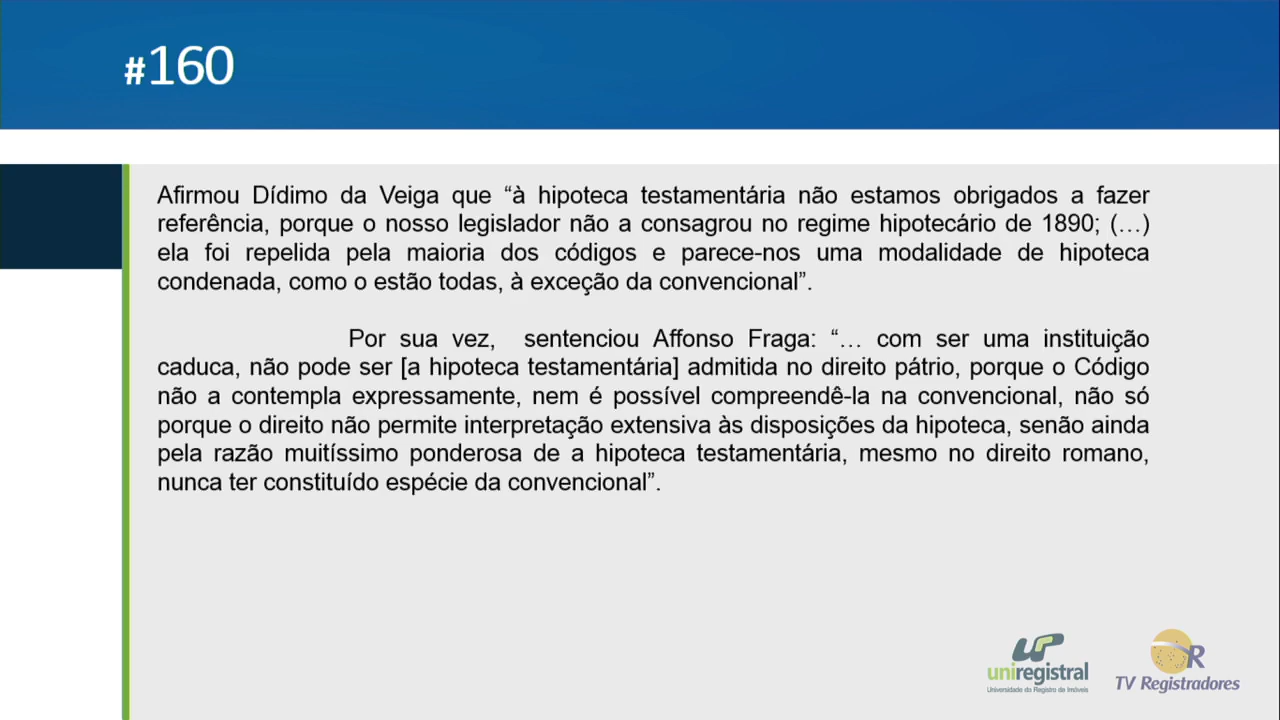 #160
Afirmou Dídimo da Veiga que “à hipoteca testamentária não estamos obrigados a fazer
referência, porque o nosso legislador não a consagrou no regime hipotecário de 1890; (…)
ela foi repelida pela maioria dos códigos e parece-nos uma modalidade de hipoteca
condenada, como o estão todas, à exceção da convencional”.
Por sua vez, sentenciou Affonso Fraga: “… com ser uma instituição
caduca, não pode ser [a hipoteca testamentária] admitida no direito pátrio, porque o Código
não a contempla expressamente, nem é possível compreendê-la na convencional, não só
porque o direito não permite interpretação extensiva às disposições da hipoteca, senão ainda
pela razão muitíssimo ponderosa de a hipoteca testamentária, mesmo no direito romano,
nunca ter constituído espécie da convencional”.
uniregistral
Universidade do Registro de Imóveis
R
TV Registradores